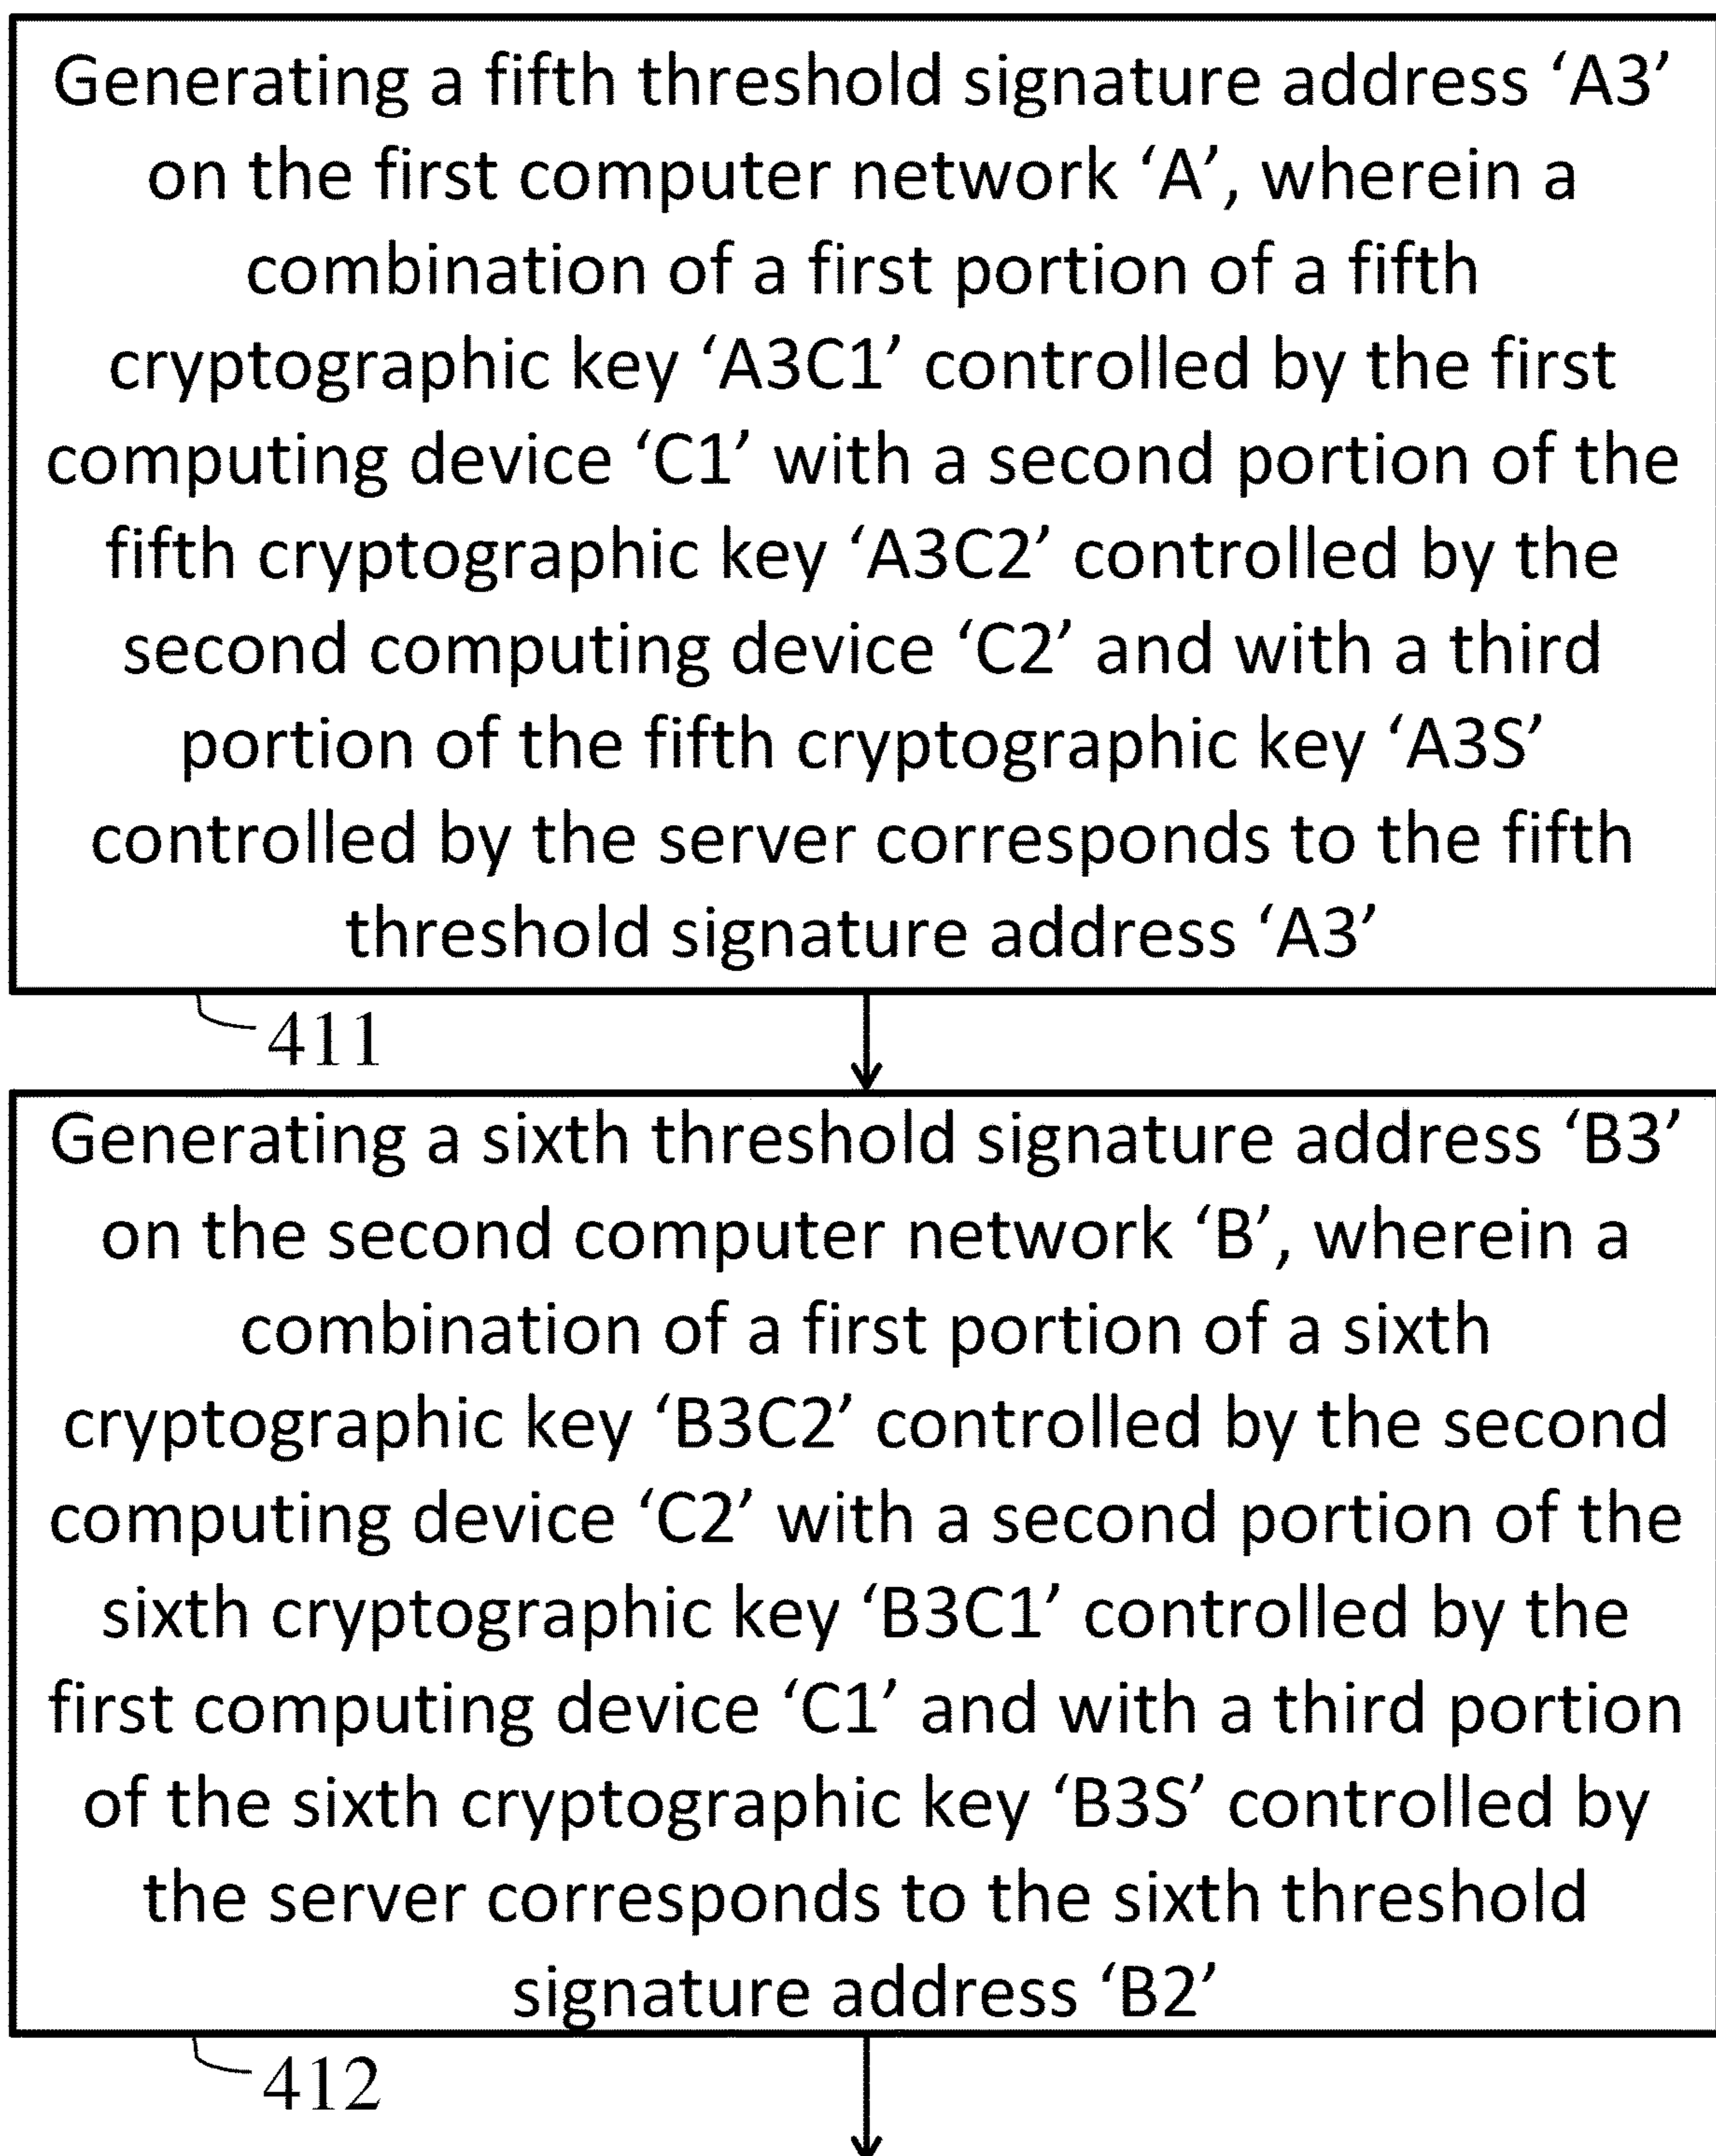 Generating a fifth threshold signature address ‘A3’
on the first computer network ‘A’, wherein a
combination of a first portion of a fifth
cryptographic key ‘A3C1’ controlled by the first
computing device ‘C1’ with a second portion of the
fifth cryptographic key ‘A3C2’ controlled by the
second computing device ‘C2’ and with a third
portion of the fifth cryptographic key ‘A3S’
controlled by the server corresponds to the fifth
threshold signature address ‘A3’
411
Generating a sixth threshold signature address ‘B3’
on the second computer network ‘B’, wherein a
combination of a first portion of a sixth
cryptographic key ‘B3C2’ controlled by the second
computing device ‘C2’ with a second portion of the
sixth cryptographic key ‘B3C1’ controlled by the
first computing device ‘C1’ and with a third portion
of the sixth cryptographic key ‘B3S’ controlled by
the server corresponds to the sixth threshold
signature address ‘B2’
412